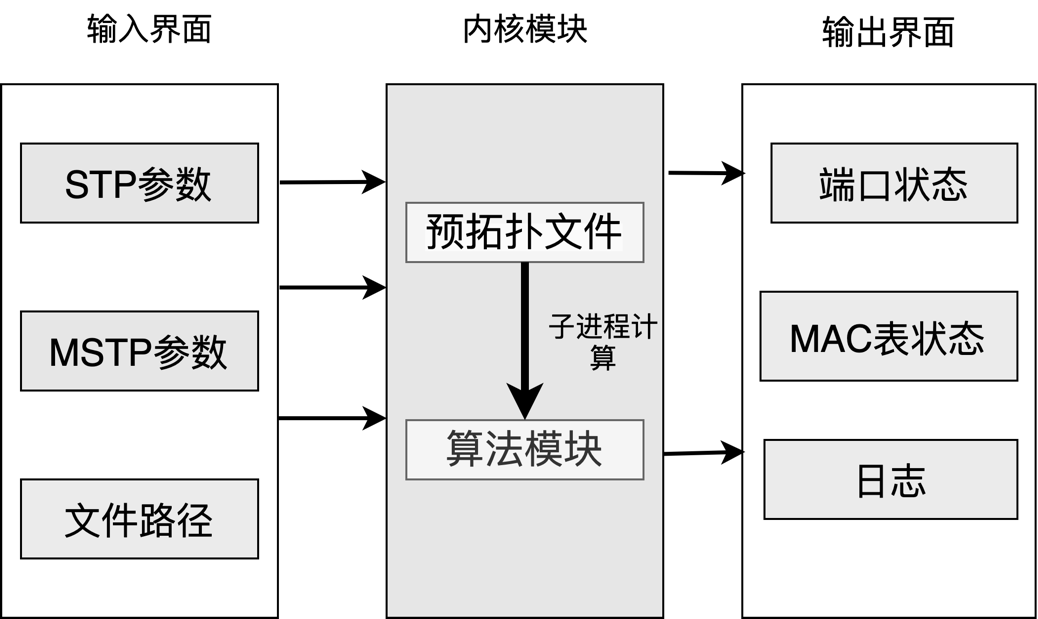 输入界面
内核模块
输出界面
STP参数
MSTP参数
文件路径
预拓扑文件
子进程计
算
算法模块
端口状态
MAC表状态
日志